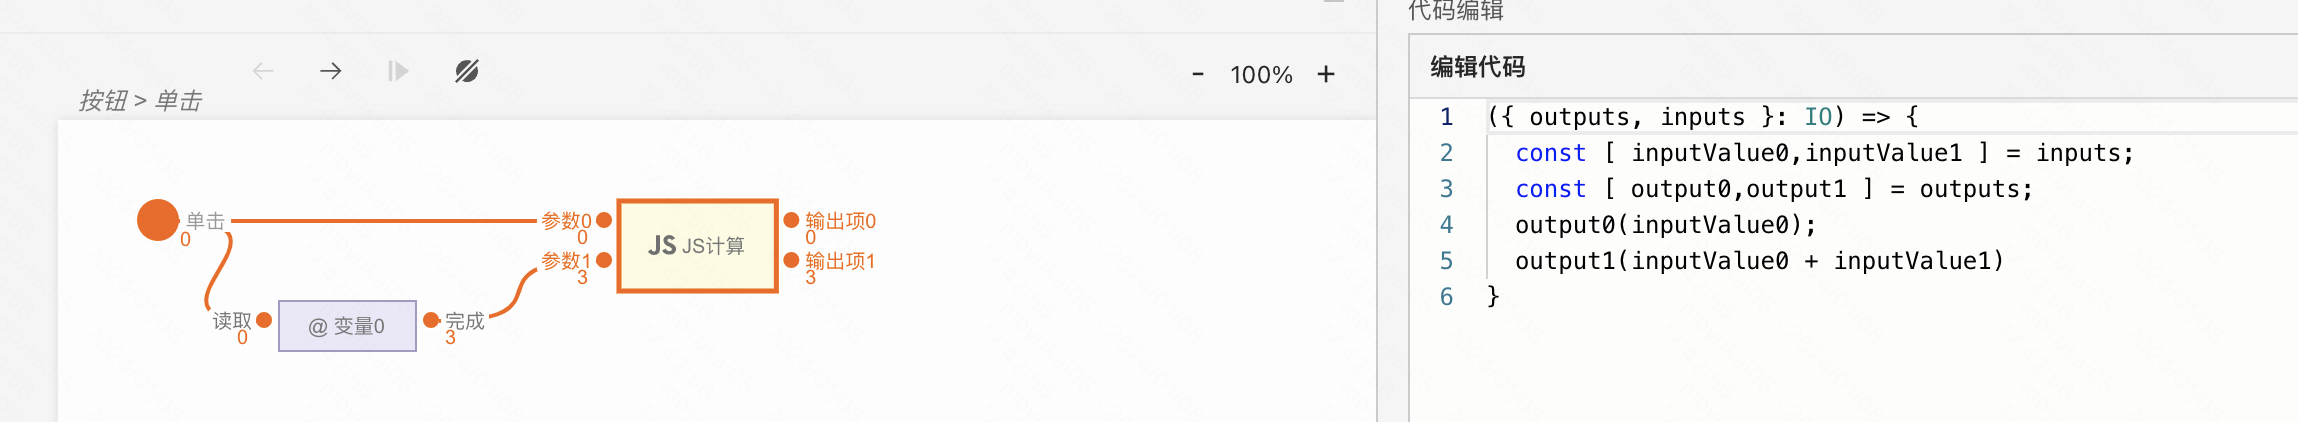 100%
按钮 > 单击
单击
0
参数0
0
参数1
3
JS JS计算
输出项0
0
输出项1
3
读取
0
@ 变量0
完成
3
代码编辑
编辑代码
1 ({ outputs, inputs }: IO) => {
2 const [ inputValue0,inputValue1 ] = inputs;
3 const [ output0,output1 ] = outputs;
4 output0(inputValue0);
5 output1(inputValue0 + inputValue1)
6 }